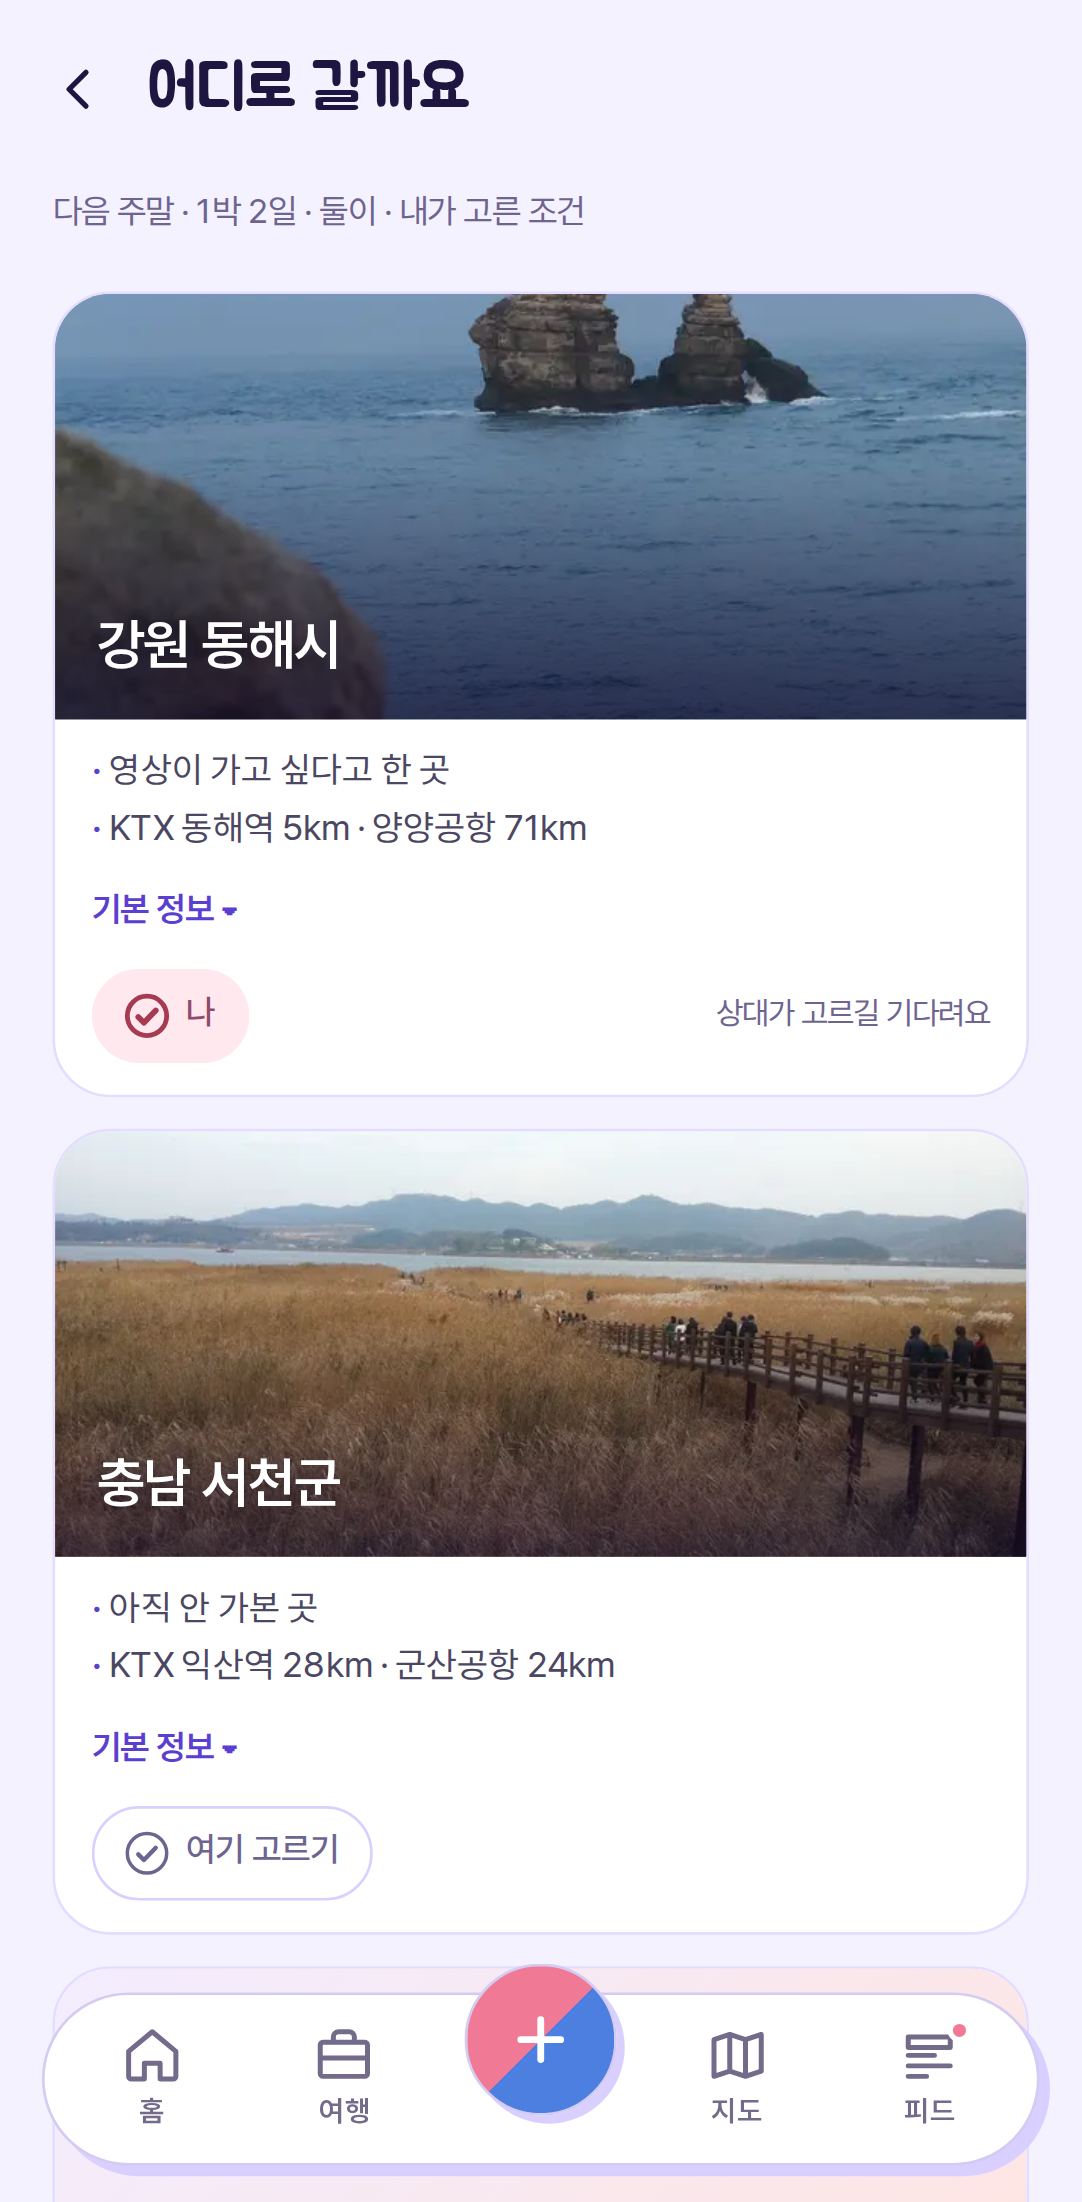 어디로 갈까요
다음 주말 · 1박 2일 · 둘이 · 내가 고른 조건
강원 동해시
· 영상이 가고 싶다고 한 곳
· KTX 동해역 5km · 양양공항 71km
기본 정보
나
상대가 고르길 기다려요
충남 서천군
· 아직 안 가본 곳
· KTX 익산역 28km · 군산공항 24km
기본 정보
여기 고르기
홈
여행
지도
피드